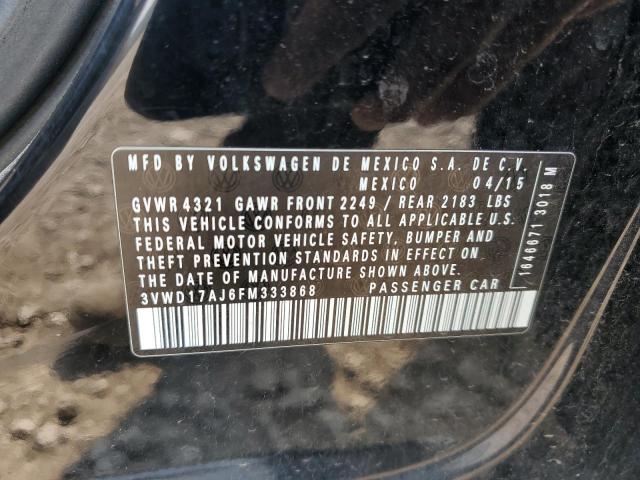 MFD BY VOLKSWAGEN DE MEXICO S.A. DE C.V.
MEXICO 04/15
GVWR 4321 GAWR FRONT 2249 / REAR 2183 LBS
THIS VEHICLE CONFORMS TO ALL APPLICABLE U.S.
FEDERAL MOTOR VEHICLE SAFETY, BUMPER AND
THEFT PREVENTION STANDARDS IN EFFECT ON
THE DATE OF MANUFACTURE SHOWN ABOVE.
3VWD17AJ6FM333868 PASSENGER CAR
1646671 3018 M